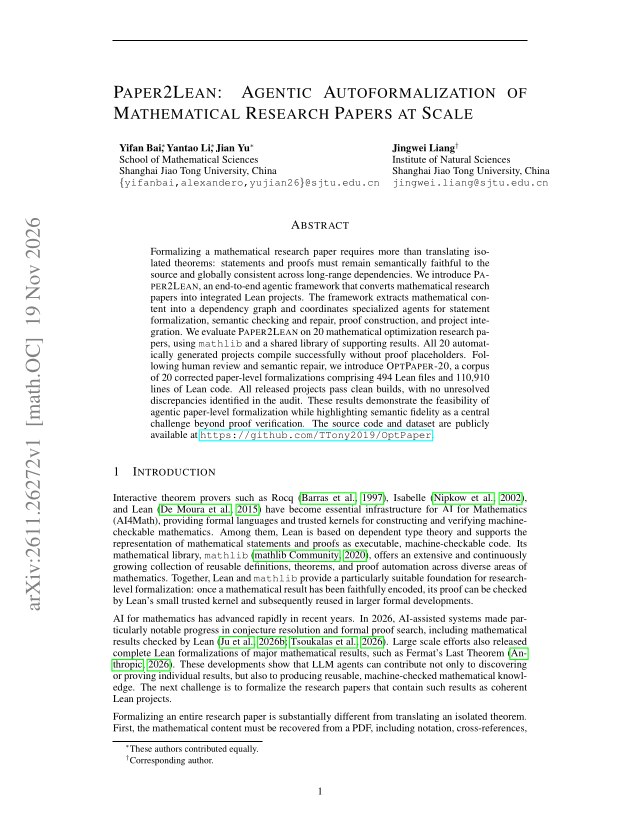 PAPER2LEAN: AGENTIC AUTOFORMALIZATION OF
MATHEMATICAL RESEARCH PAPERS AT SCALE
Yifan Bai*, Yantao Li*, Jian Yu*
School of Mathematical Sciences
Shanghai Jiao Tong University, China
{yifanbai,alexandero,yujian26}@sjtu.edu.cn
Jingwei Liang†
Institute of Natural Sciences
Shanghai Jiao Tong University, China
jingwei.liang@sjtu.edu.cn
ABSTRACT
Formalizing a mathematical research paper requires more than translating iso-
lated theorems: statements and proofs must remain semantically faithful to the
source and globally consistent across long-range dependencies. We introduce PA-
PER2LEAN, an end-to-end agentic framework that converts mathematical research
papers into integrated Lean projects. The framework extracts mathematical con-
tent into a dependency graph and coordinates specialized agents for statement
formalization, semantic checking and repair, proof construction, and project inte-
gration. We evaluate PAPER2LEAN on 20 mathematical optimization research pa-
pers, using mathlib and a shared library of supporting results. All 20 auto-
matically generated projects compile successfully without proof placeholders. Fol-
lowing human review and semantic repair, we introduce OPTPAPER-20, a corpus
of 20 corrected paper-level formalizations comprising 494 Lean files and 110,910
lines of Lean code. All released projects pass clean builds, with no unresolved
discrepancies identified in the audit. These results demonstrate the feasibility of
agentic paper-level formalization while highlighting semantic fidelity as a central
challenge beyond proof verification. The source code and dataset are publicly
available at https://github.com/TTony2019/OptPaper
1 INTRODUCTION
Interactive theorem provers such as Rocq (Barras et al., 1997), Isabelle (Nipkow et al., 2002),
and Lean (De Moura et al., 2015) have become essential infrastructure for AI for Mathematics
(AI4Math), providing formal languages and trusted kernels for constructing and verifying machine-
checkable mathematics. Among them, Lean is based on dependent type theory and supports the
representation of mathematical statements and proofs as executable, machine-checkable code. Its
mathematical library, mathlib (mathlib Community, 2020), offers an extensive and continuously
growing collection of reusable definitions, theorems, and proof automation across diverse areas of
mathematics. Together, Lean and mathlib provide a particularly suitable foundation for research-
level formalization: once a mathematical result has been faithfully encoded, its proof can be checked
by Lean's small trusted kernel and subsequently reused in larger formal developments.
AI for mathematics has advanced rapidly in recent years. In 2026, AI-assisted systems made par-
ticularly notable progress in conjecture resolution and formal proof search, including mathematical
results checked by Lean (Ju et al., 2026b; Tsoukalas et al., 2026). Large scale efforts also released
complete Lean formalizations of major mathematical results, such as Fermat's Last Theorem (An-
thropic, 2026). These developments show that LLM agents can contribute not only to discovering
or proving individual results, but also to producing reusable, machine-checked mathematical knowl-
edge. The next challenge is to formalize the research papers that contain such results as coherent
Lean projects.
Formalizing an entire research paper is substantially different from translating an isolated theorem.
First, the mathematical content must be recovered from a PDF, including notation, cross-references,
*These authors contributed equally.
†Corresponding author.
1
arXiv:2611.26272v1 [math.OC] 19 Nov 2026